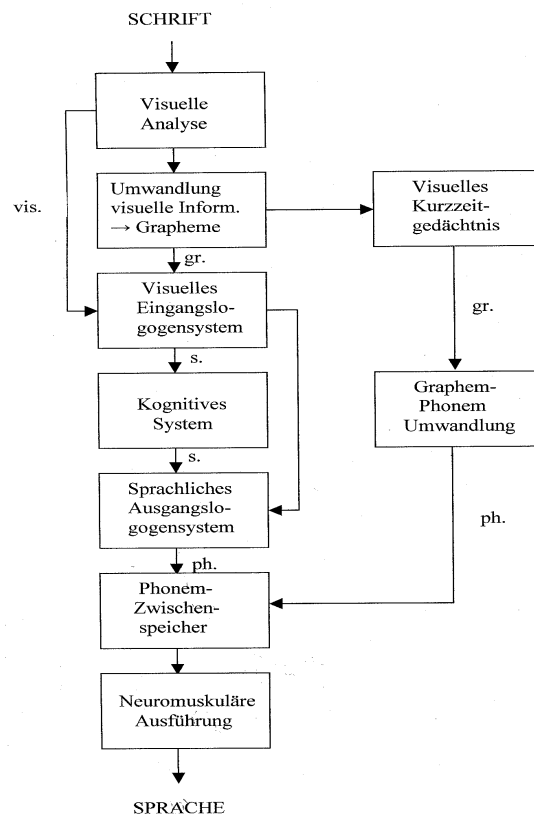 SCHRIFT
Visuelle
Analyse
vis.
Umwandlung
visuelle Inform.
→ Grapheme
Visuelles
Kurzzeit-
gedächtnis
gr.
Visuelles
Eingangslo-
gogensystem
gr.
s.
Kognitives
System
Graphem-
Phonem
Umwandlung
s.
Sprachliches
Ausgangslo-
gogensystem
ph.
ph.
Phonem-
Zwischen-
speicher
Neuromuskuläre
Ausführung
SPRACHE